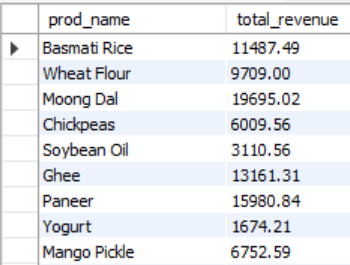 prod_name total_revenue
Basmati Rice 11487.49
Wheat Flour 9709.00
Moong Dal 19695.02
Chickpeas 6009.56
Soybean Oil 3110.56
Ghee 13161.31
Paneer 15980.84
Yogurt 1674.21
Mango Pickle 6752.59